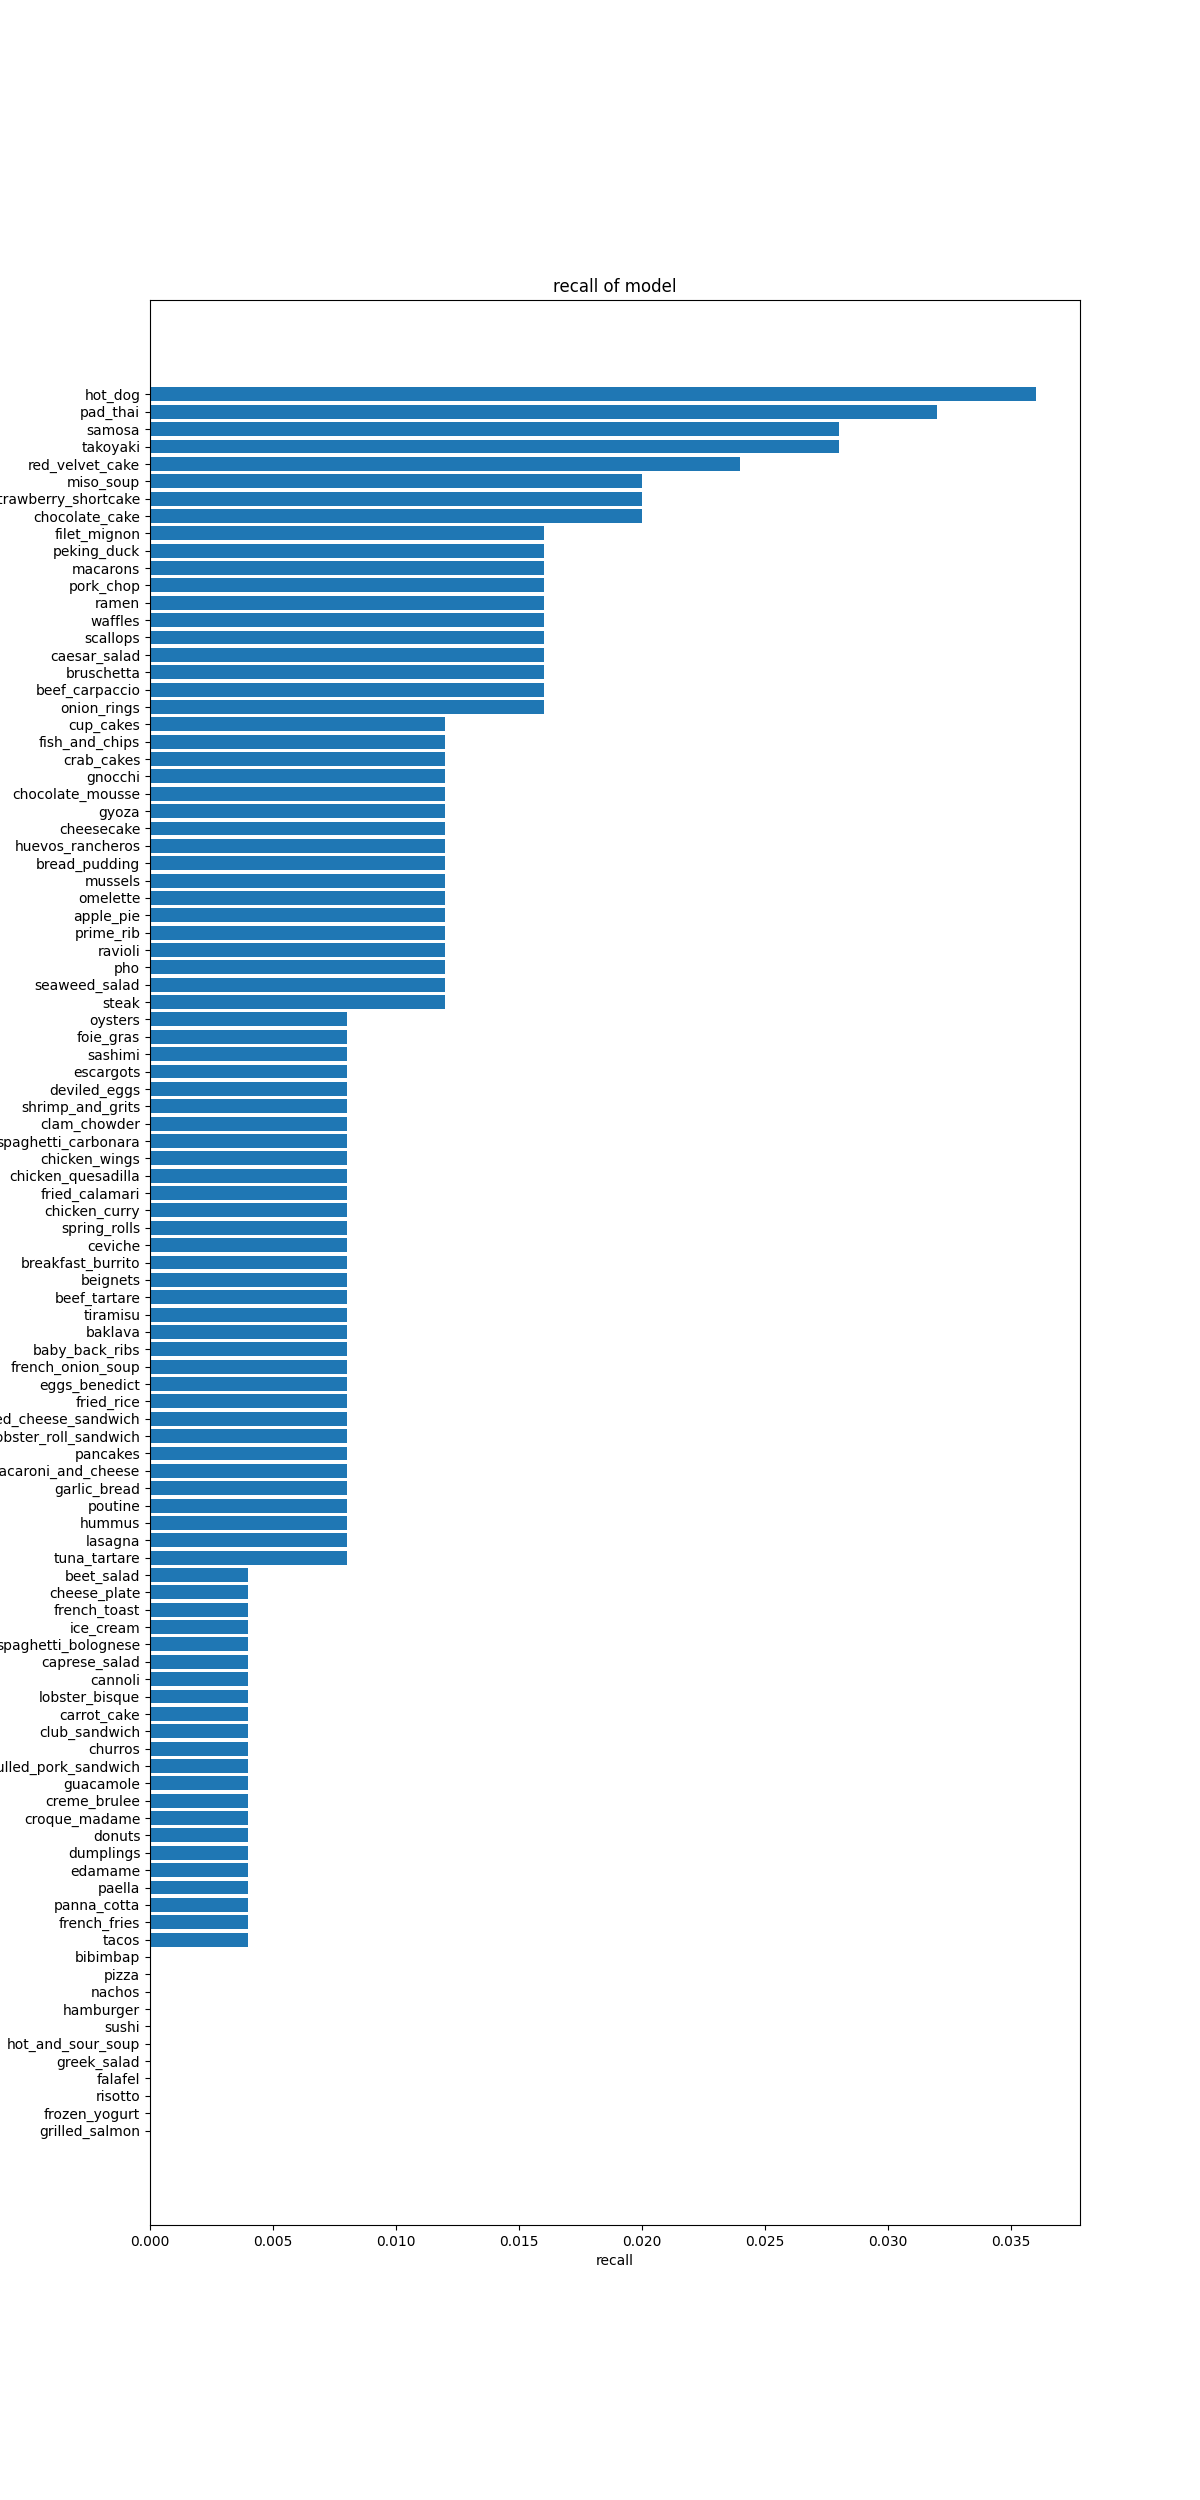 recall of model
hot_dog
pad_thai
samosa
takoyaki
red_velvet_cake
miso_soup
trawberry_shortcake
chocolate_cake
filet_mignon
peking_duck
macarons
pork_chop
ramen
waffles
scallops
caesar_salad
bruschetta
beef_carpaccio
onion_rings
cup_cakes
fish_and_chips
crab_cakes
gnocchi
chocolate_mousse
gyoza
cheesecake
huevos_rancheros
bread_pudding
mussels
omelette
apple_pie
prime_rib
ravioli
pho
seaweed_salad
steak
oysters
foie_gras
sashimi
escargots
deviled_eggs
shrimp_and_grits
clam_chowder
spaghetti_carbonara
chicken_wings
chicken_quesadilla
fried_calamari
chicken_curry
spring_rolls
ceviche
breakfast_burrito
beignets
beef_tartare
tiramisu
baklava
baby_back_ribs
french_onion_soup
eggs_benedict
fried_rice
ed_cheese_sandwich
obster_roll_sandwich
pancakes
acaroni_and_cheese
garlic_bread
poutine
hummus
lasagna
tuna_tartare
beet_salad
cheese_plate
french_toast
ice_cream
spaghetti_bolognese
caprese_salad
cannoli
lobster_bisque
carrot_cake
club_sandwich
churros
ulled_pork_sandwich
guacamole
creme_brulee
croque_madame
donuts
dumplings
edamame
paella
panna_cotta
french_fries
tacos
bibimbap
pizza
nachos
hamburger
sushi
hot_and_sour_soup
greek_salad
falafel
risotto
frozen_yogurt
grilled_salmon
0.000 0.005 0.010 0.015 0.020 0.025 0.030 0.035
recall